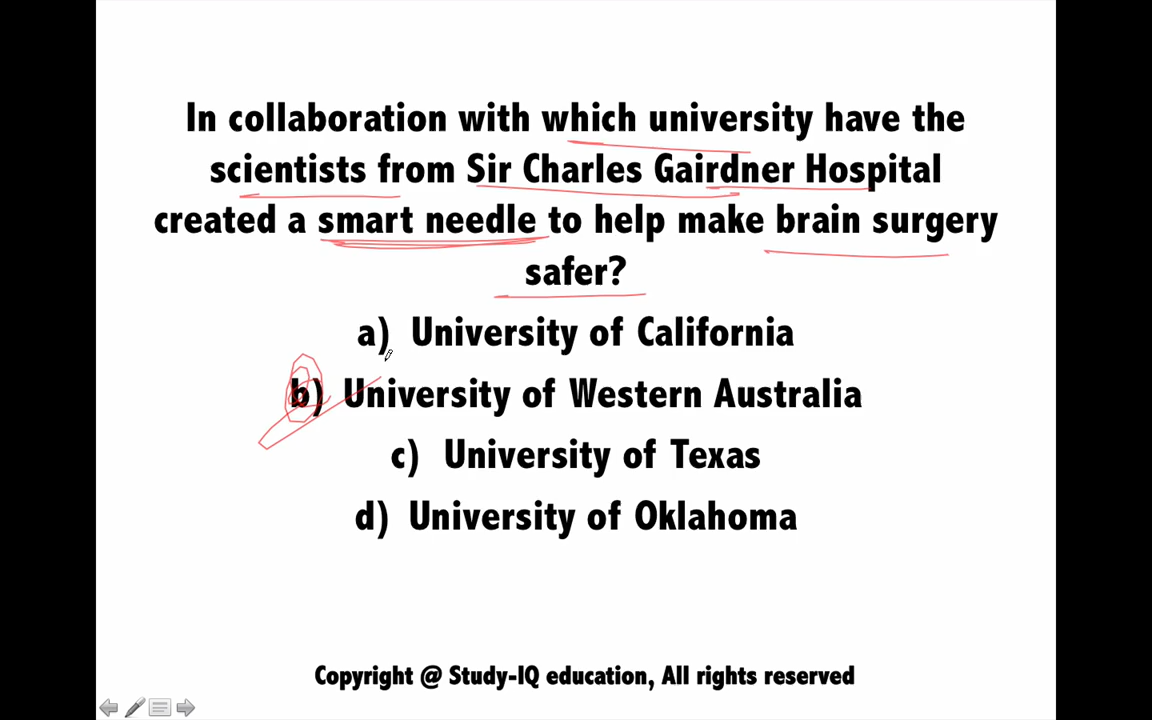 In collaboration with which university have the
scientists from Sir Charles Gairdner Hospital
created a smart needle to help make brain surgery
safer?
a) University of California
b) University of Western Australia
c) University of Texas
d) University of Oklahoma
Copyright @ Study-IQ education, All rights reserved